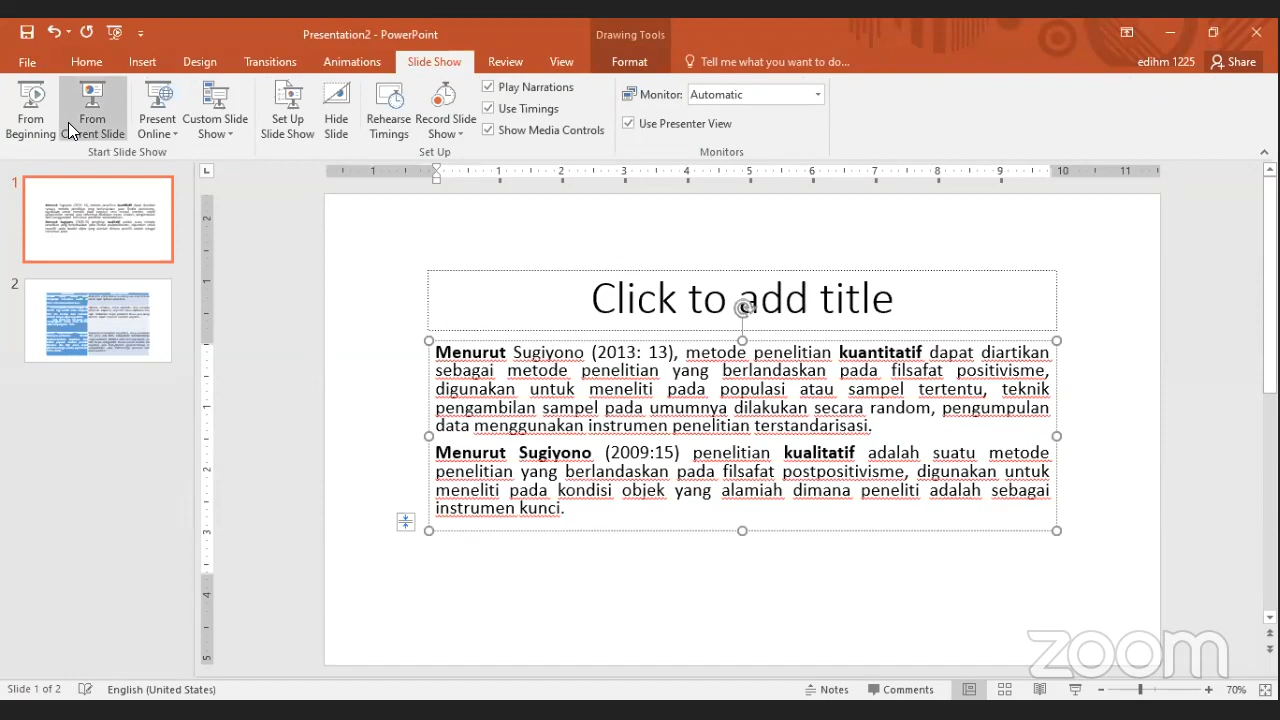 Presentation2 - PowerPoint
Drawing Tools
File Home Insert Design Transitions Animations Slide Show Review View Format Tell me what you want to do... edihm 1225 Share
From Beginning
From Current Slide
Present Online
Custom Slide Show
Set Up Slide Show
Hide Slide
Rehearse Timings
Record Slide Show
Play Narrations
Use Timings
Show Media Controls
Monitor: Automatic
Use Presenter View
Start Slide Show
Set Up
Monitors
1
2
Click to add title
Menurut Sugiyono (2013: 13), metode penelitian kuantitatif dapat diartikan
sebagai metode penelitian yang berlandaskan pada filsafat positivisme,
digunakan untuk meneliti pada populasi atau sampel tertentu, teknik
pengambilan sampel pada umumnya dilakukan secara random, pengumpulan
data menggunakan instrumen penelitian terstandarisasi.
Menurut Sugiyono (2009:15) penelitian kualitatif adalah suatu metode
penelitian yang berlandaskan pada filsafat postpositivisme, digunakan untuk
meneliti pada kondisi objek yang alamiah dimana peneliti adalah sebagai
instrumen kunci.
zoom
Slide 1 of 2 English (United States) Notes Comments 70%